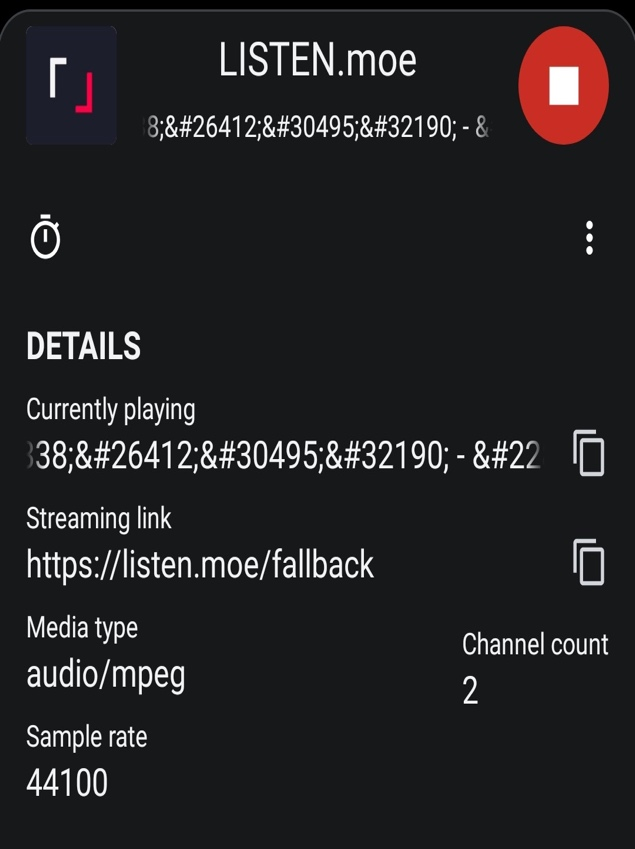 LISTEN.moe
8;&#26412;&#30495;&#32190; - &
DETAILS
Currently playing
38;&#26412;&#30495;&#32190; - &#22
Streaming link
https://listen.moe/fallback
Media type
audio/mpeg
Channel count
2
Sample rate
44100